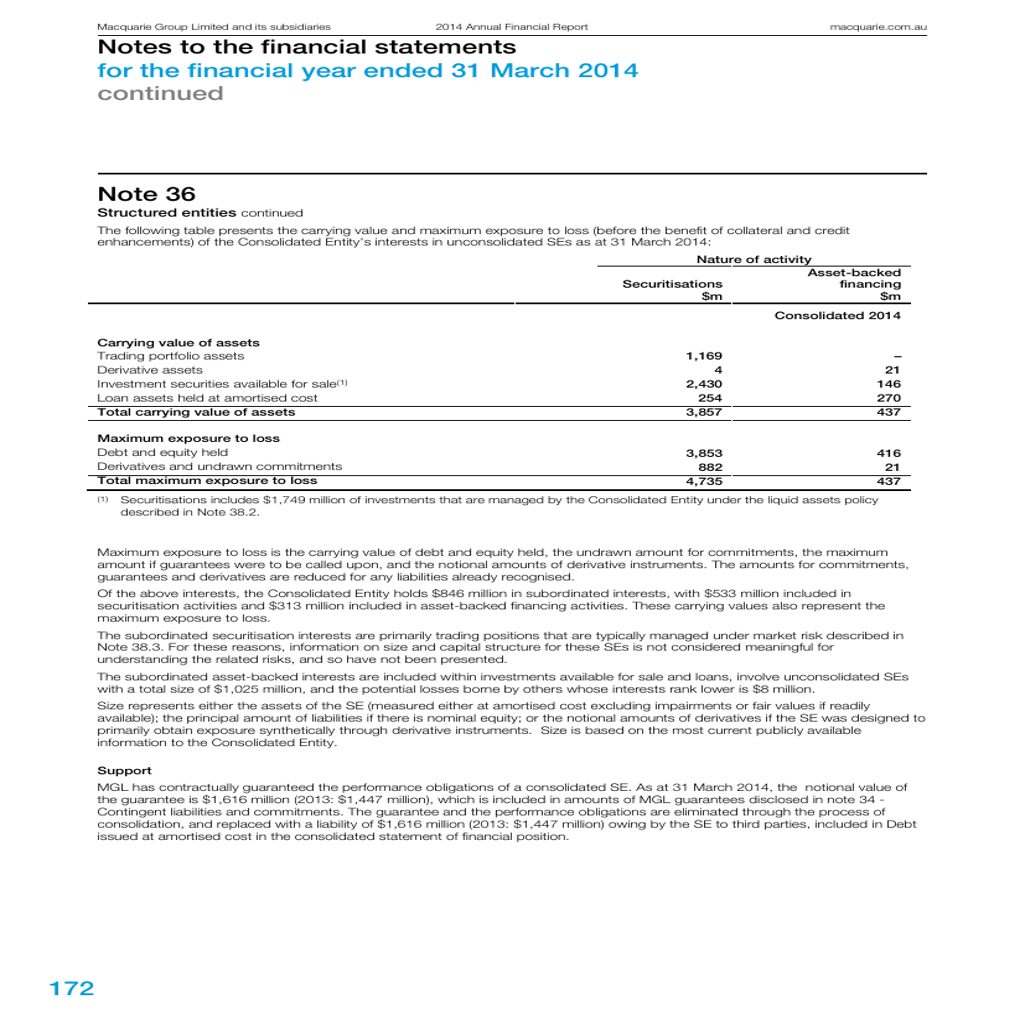 Macquarie Group Limited and its subsidiaries 2014 Annual Financial Report macquarie.com.au
Notes to the financial statements
for the financial year ended 31 March 2014
continued
Note 36
Structured entities continued
The following table presents the carrying value and maximum exposure to loss (before the benefit of collateral and credit
enhancements) of the Consolidated Entity's interests in unconsolidated SEs as at 31 March 2014:
Nature of activity
Asset-backed
Securitisations financing
$m $m
Consolidated 2014
Carrying value of assets
Trading portfolio assets 1,169 –
Derivative assets 4 21
Investment securities available for sale(1) 2,430 146
Loan assets held at amortised cost 254 270
Total carrying value of assets 3,857 437
Maximum exposure to loss
Debt and equity held 3,853 416
Derivatives and undrawn commitments 882 21
Total maximum exposure to loss 4,735 437
(1) Securitisations includes $1,749 million of investments that are managed by the Consolidated Entity under the liquid assets policy
described in Note 38.2.
Maximum exposure to loss is the carrying value of debt and equity held, the undrawn amount for commitments, the maximum
amount if guarantees were to be called upon, and the notional amounts of derivative instruments. The amounts for commitments,
guarantees and derivatives are reduced for any liabilities already recognised.
Of the above interests, the Consolidated Entity holds $846 million in subordinated interests, with $533 million included in
securitisation activities and $313 million included in asset-backed financing activities. These carrying values also represent the
maximum exposure to loss.
The subordinated securitisation interests are primarily trading positions that are typically managed under market risk described in
Note 38.3. For these reasons, information on size and capital structure for these SEs is not considered meaningful for
understanding the related risks, and so have not been presented.
The subordinated asset-backed interests are included within investments available for sale and loans, involve unconsolidated SEs
with a total size of $1,025 million, and the potential losses borne by others whose interests rank lower is $8 million.
Size represents either the assets of the SE (measured either at amortised cost excluding impairments or fair values if readily
available); the principal amount of liabilities if there is nominal equity; or the notional amounts of derivatives if the SE was designed to
primarily obtain exposure synthetically through derivative instruments. Size is based on the most current publicly available
information to the Consolidated Entity.
Support
MGL has contractually guaranteed the performance obligations of a consolidated SE. As at 31 March 2014, the notional value of
the guarantee is $1,616 million (2013: $1,447 million), which is included in amounts of MGL guarantees disclosed in note 34 -
Contingent liabilities and commitments. The guarantee and the performance obligations are eliminated through the process of
consolidation, and replaced with a liability of $1,616 million (2013: $1,447 million) owing by the SE to third parties, included in Debt
issued at amortised cost in the consolidated statement of financial position.
172